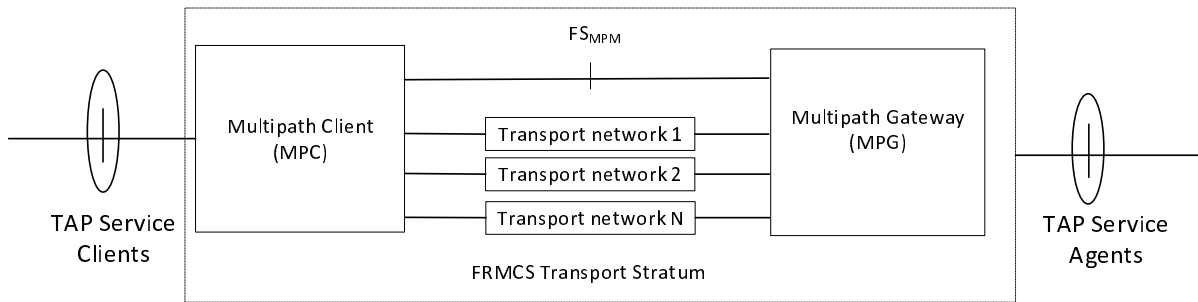 FSMPM
Multipath Client
(MPC)
Multipath Gateway
(MPG)
Transport network 1
Transport network 2
Transport network N
TAP Service
Clients
TAP Service
Agents
FRMCS Transport Stratum